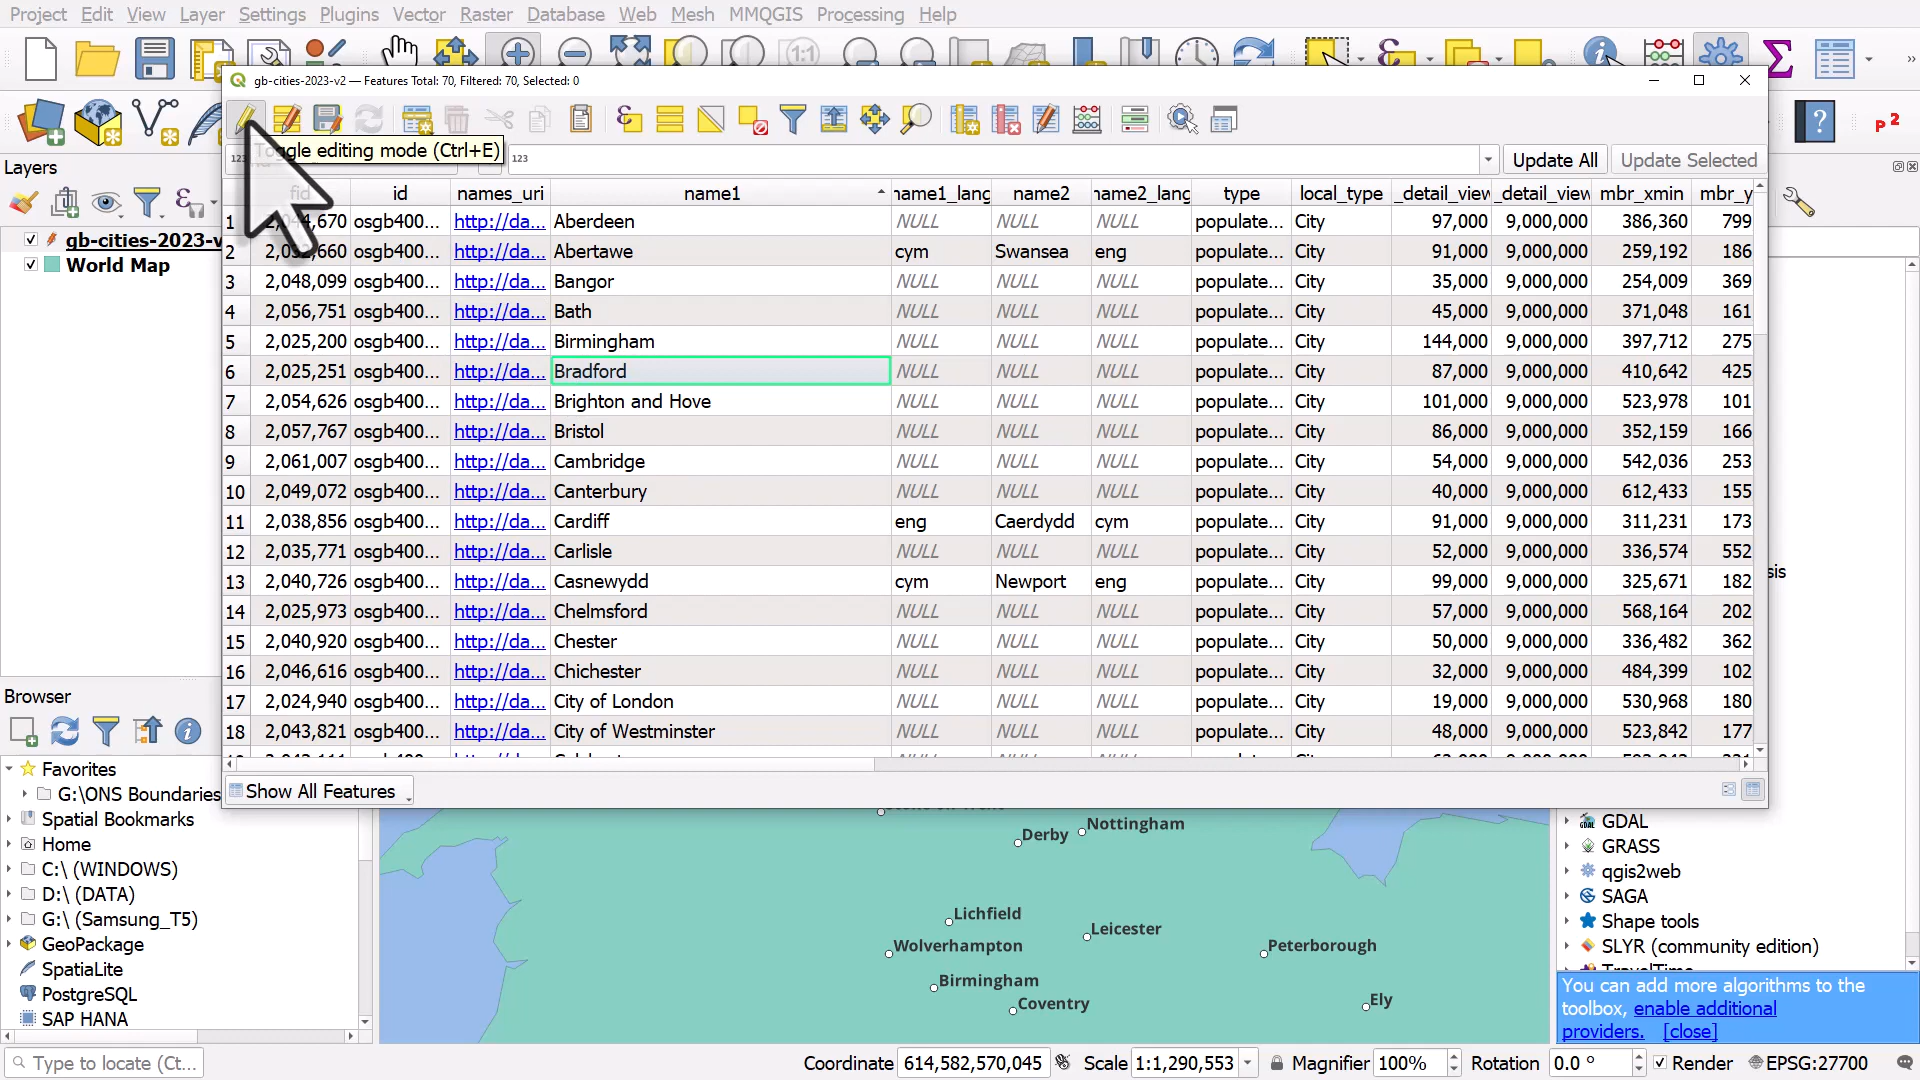 Project Edit View Layer Settings Plugins Vector Raster Database Web Mesh MMQGIS Processing Help
gb-cities-2023-v2 — Features Total: 70, Filtered: 70, Selected: 0
Toggle editing mode (Ctrl+E)
123 Update All Update Selected
Layers
gb-cities-2023-v
World Map
fid id names_uri name1 name1_lang name2 name2_lang type local_type _detail_view _detail_view mbr_xmin mbr_y
1 2,044,670 osgb400... http://da... Aberdeen NULL NULL NULL populate... City 97,000 9,000,000 386,360 799
2 2,032,660 osgb400... http://da... Abertawe cym Swansea eng populate... City 91,000 9,000,000 259,192 186
3 2,048,099 osgb400... http://da... Bangor NULL NULL NULL populate... City 35,000 9,000,000 254,009 369
4 2,056,751 osgb400... http://da... Bath NULL NULL NULL populate... City 45,000 9,000,000 371,048 161
5 2,025,200 osgb400... http://da... Birmingham NULL NULL NULL populate... City 144,000 9,000,000 397,712 275
6 2,025,251 osgb400... http://da... Bradford NULL NULL NULL populate... City 87,000 9,000,000 410,642 425
7 2,054,626 osgb400... http://da... Brighton and Hove NULL NULL NULL populate... City 101,000 9,000,000 523,978 101
8 2,057,767 osgb400... http://da... Bristol NULL NULL NULL populate... City 86,000 9,000,000 352,159 166
9 2,061,007 osgb400... http://da... Cambridge NULL NULL NULL populate... City 54,000 9,000,000 542,036 253
10 2,049,072 osgb400... http://da... Canterbury NULL NULL NULL populate... City 40,000 9,000,000 612,433 155
11 2,038,856 osgb400... http://da... Cardiff eng Caerdydd cym populate... City 91,000 9,000,000 311,231 173
12 2,035,771 osgb400... http://da... Carlisle NULL NULL NULL populate... City 52,000 9,000,000 336,574 552
13 2,040,726 osgb400... http://da... Casnewydd cym Newport eng populate... City 99,000 9,000,000 325,671 182
14 2,025,973 osgb400... http://da... Chelmsford NULL NULL NULL populate... City 57,000 9,000,000 568,164 202
15 2,040,920 osgb400... http://da... Chester NULL NULL NULL populate... City 50,000 9,000,000 336,482 362
16 2,046,616 osgb400... http://da... Chichester NULL NULL NULL populate... City 32,000 9,000,000 484,399 102
17 2,024,940 osgb400... http://da... City of London NULL NULL NULL populate... City 19,000 9,000,000 530,968 180
18 2,043,821 osgb400... http://da... City of Westminster NULL NULL NULL populate... City 48,000 9,000,000 523,842 177
Show All Features
Browser
Favorites
G:\ONS Boundaries
Spatial Bookmarks
Home
C:\ (WINDOWS)
D:\ (DATA)
G:\ (Samsung_T5)
GeoPackage
SpatiaLite
PostgreSQL
SAP HANA
Derby
Nottingham
Lichfield
Leicester
Wolverhampton
Peterborough
Birmingham
Coventry
Ely
sis
GDAL
GRASS
qgis2web
SAGA
Shape tools
SLYR (community edition)
You can add more algorithms to the
toolbox, enable additional
providers. [close]
Type to locate (Ct... Coordinate 614,582,570,045 Scale 1:1,290,553 Magnifier 100% Rotation 0.0 ° Render EPSG:27700